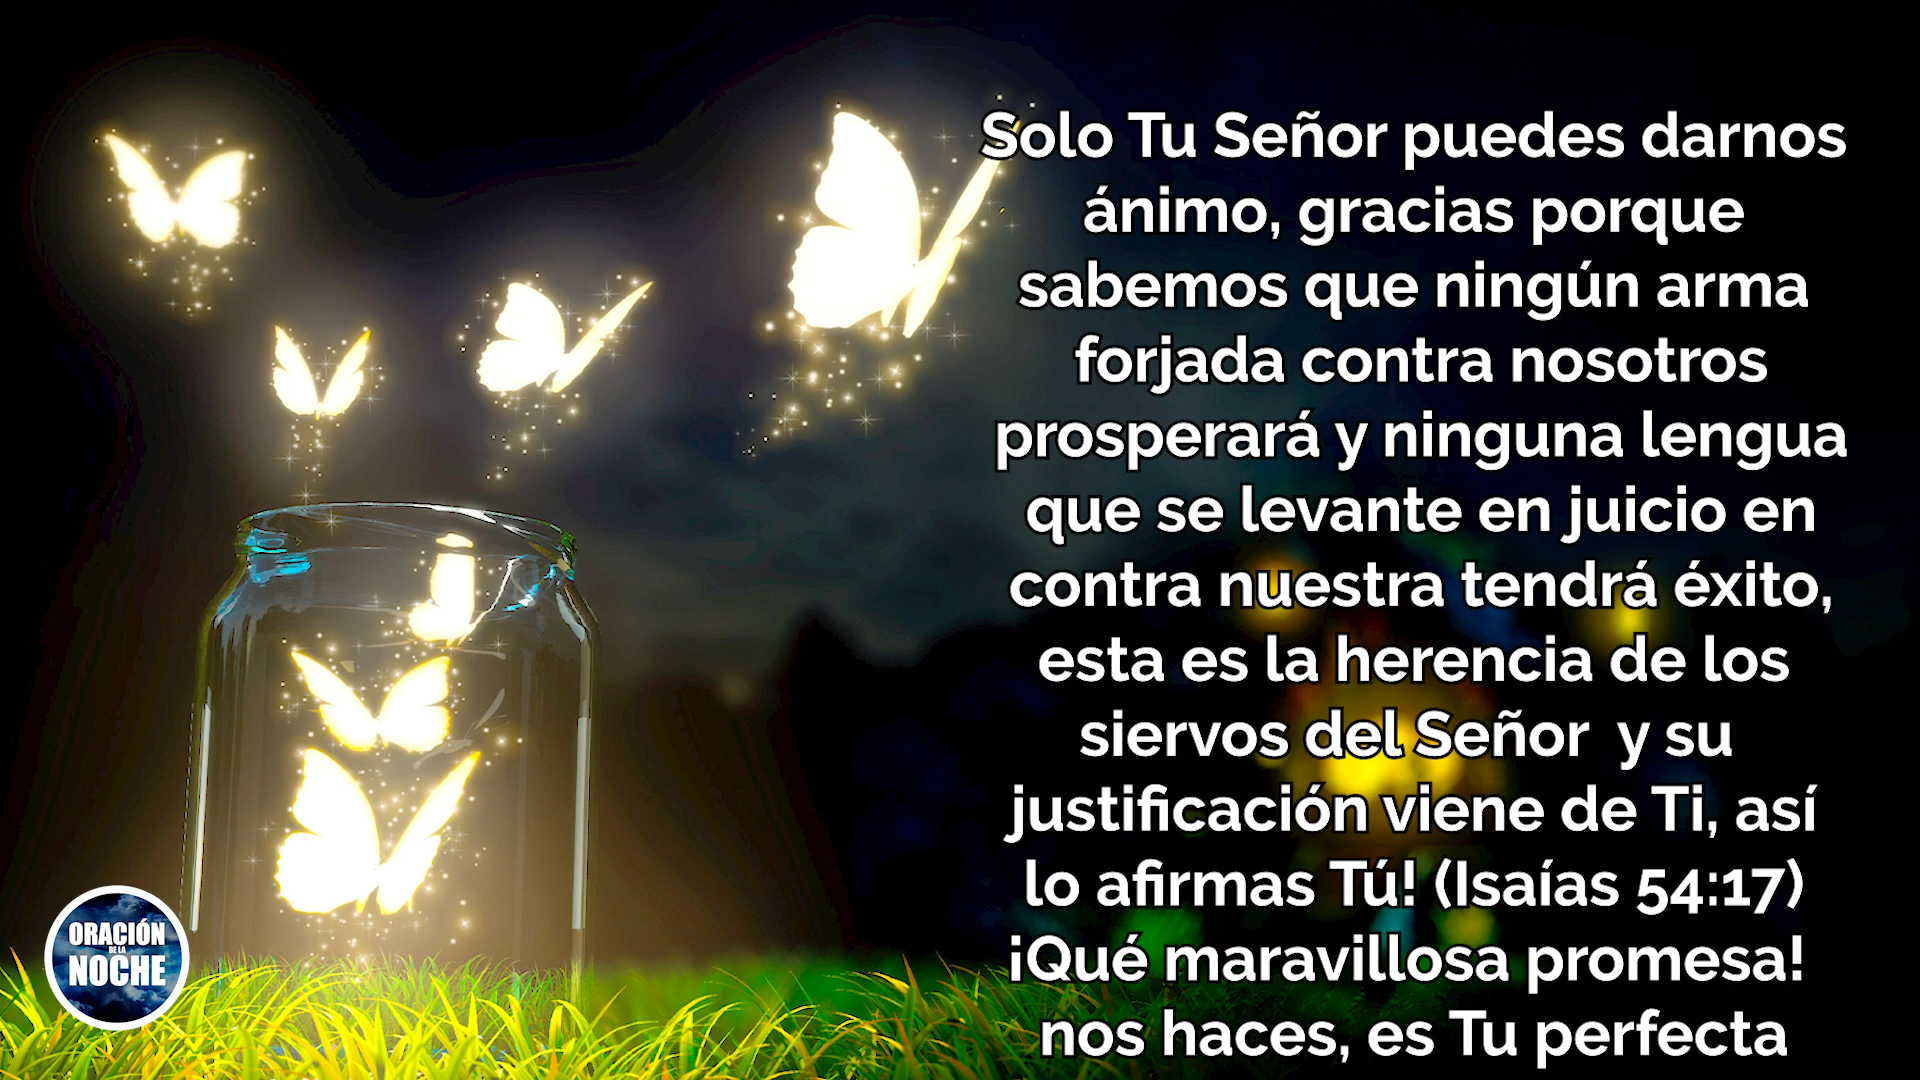 Solo Tu Señor puedes darnos
ánimo, gracias porque
sabemos que ningún arma
forjada contra nosotros
prosperará y ninguna lengua
que se levante en juicio en
contra nuestra tendrá éxito,
esta es la herencia de los
siervos del Señor  y su
justificación viene de Ti, así
lo afirmas Tú! (Isaías 54:17)
¡Qué maravillosa promesa!
nos haces, es Tu perfecta
ORACIÓN
DE LA
NOCHE